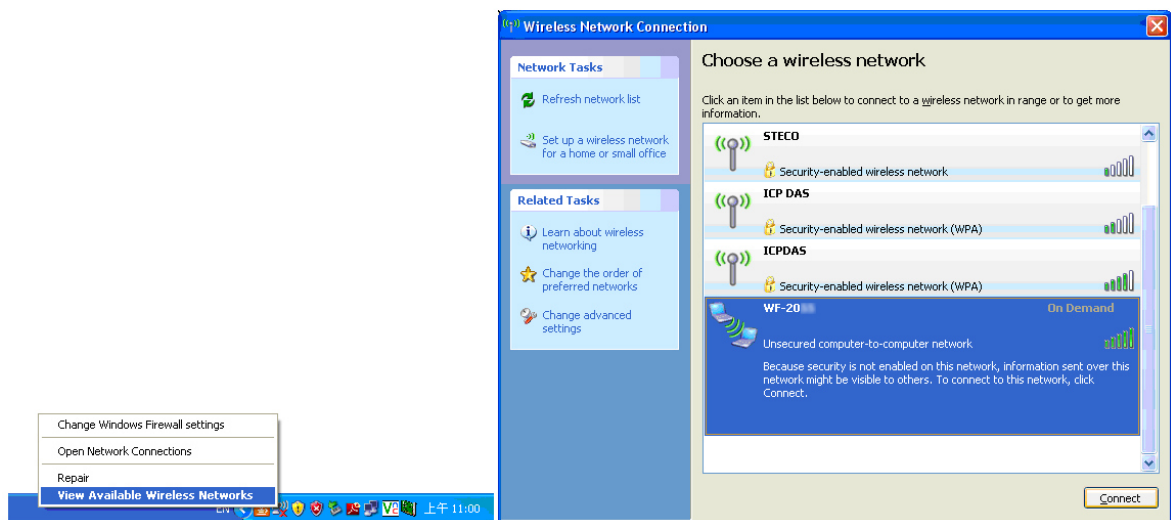 Change Windows Firewall settings
Open Network Connections
Repair
View Available Wireless Networks
EN
V2
上午 11:00
Wireless Network Connection
Network Tasks
Refresh network list
Set up a wireless network
for a home or small office
Related Tasks
Learn about wireless
networking
Change the order of
preferred networks
Change advanced
settings
Choose a wireless network
Click an item in the list below to connect to a wireless network in range or to get more
information.
STECO
Security-enabled wireless network
ICP DAS
Security-enabled wireless network (WPA)
ICPDAS
Security-enabled wireless network (WPA)
WF-20
On Demand
Unsecured computer-to-computer network
Because security is not enabled on this network, information sent over this
network might be visible to others. To connect to this network, click
Connect.
Connect